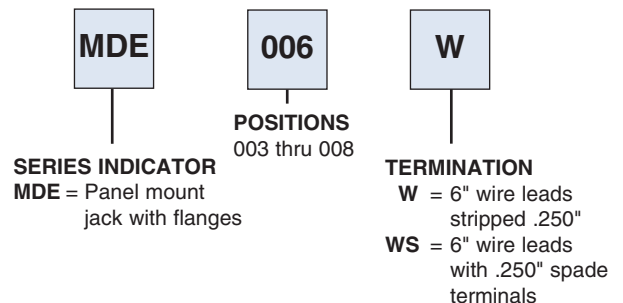 MDE 006 W
POSITIONS
003 thru 008
SERIES INDICATOR
MDE = Panel mount
jack with flanges
TERMINATION
W = 6" wire leads
stripped .250"
WS = 6" wire leads
with .250" spade
terminals